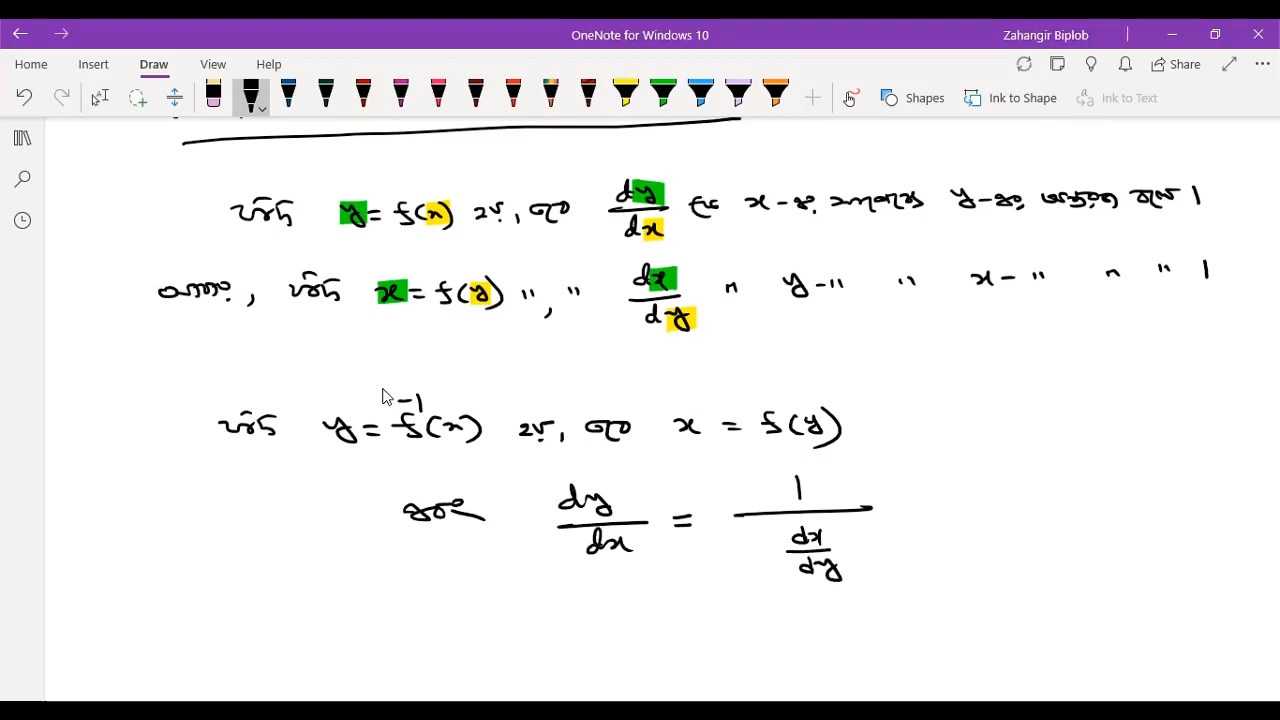 OneNote for Windows 10
Zahangir Biplob
Home Insert Draw View Help
Share
Shapes Ink to Shape Ink to Text
যদি y = f(x) হয়, তবে dy/dx কে x-এর সাপেক্ষে y-এর অন্তরজ বলে ।
আবার, যদি x = f(y) " , " dx/dy " y-" " x-" " " ।
যদি y = f⁻¹(x) হয়, তবে x = f(y)
এবং dy/dx = 1/(dx/dy)